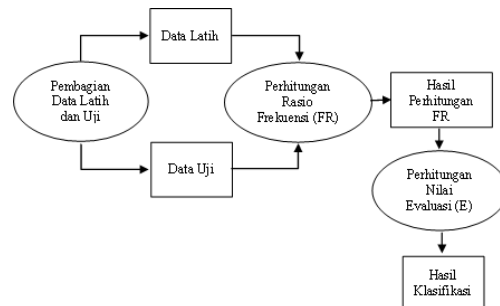 Pembagian
Data Latih
dan Uji
Data Latih
Data Uji
Perhitungan
Rasio
Frekuensi (FR)
Hasil
Perhitungan
FR
Perhitungan
Nilai
Evaluasi (E)
Hasil
Klasifikasi